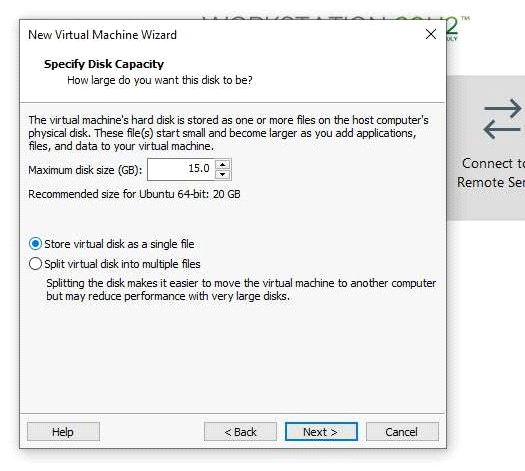 New Virtual Machine Wizard
Specify Disk Capacity
How large do you want this disk to be?
The virtual machine's hard disk is stored as one or more files on the host computer's
physical disk. These file(s) start small and become larger as you add applications,
files, and data to your virtual machine.
Maximum disk size (GB): 15.0
Recommended size for Ubuntu 64-bit: 20 GB
Store virtual disk as a single file
Split virtual disk into multiple files
Splitting the disk makes it easier to move the virtual machine to another computer
but may reduce performance with very large disks.
Help
< Back
Next >
Cancel
Connect to
Remote Ser